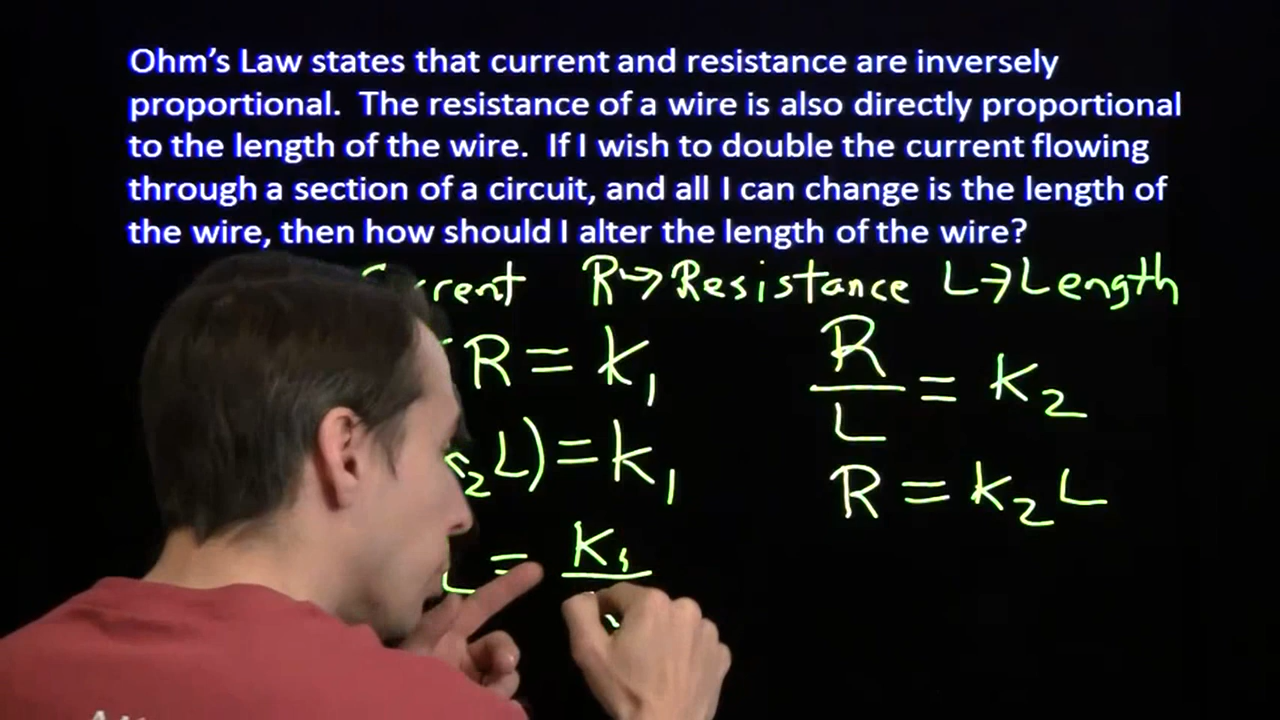 Ohm's Law states that current and resistance are inversely
proportional. The resistance of a wire is also directly proportional
to the length of the wire. If I wish to double the current flowing
through a section of a circuit, and all I can change is the length of
the wire, then how should I alter the length of the wire?
R→Resistance L→Length
R = k₁
R/L = k₂
L) = k₁
R = k₂L
L = k₁